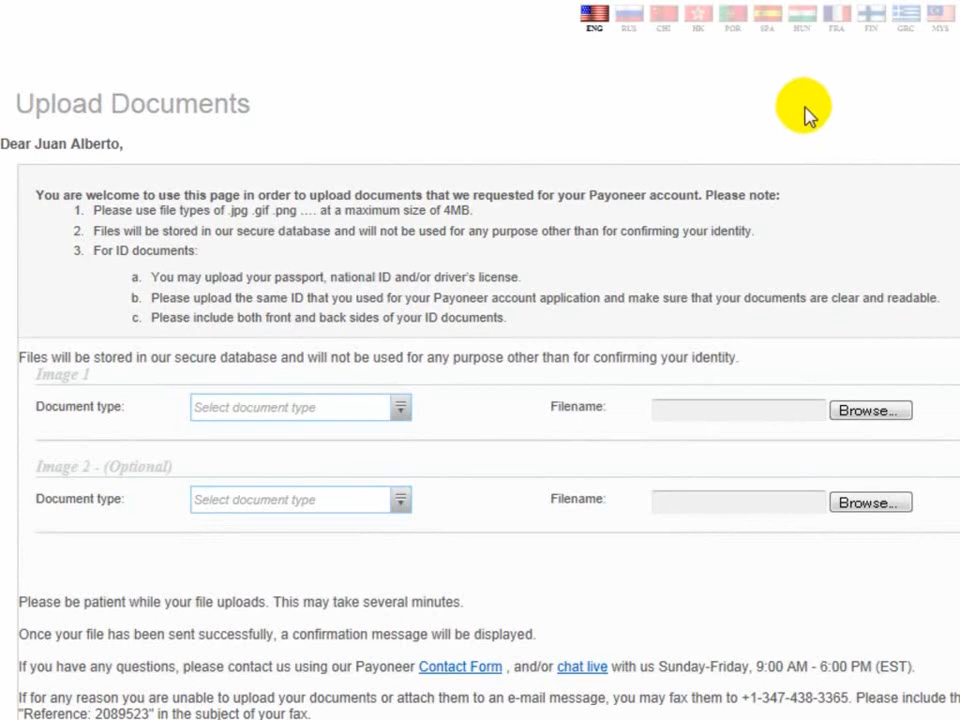 ENG RUS CHI HK POR SPA HUN FRA FIN GRC MYS
Upload Documents
Dear Juan Alberto,
You are welcome to use this page in order to upload documents that we requested for your Payoneer account. Please note:
1. Please use file types of .jpg .gif .png .... at a maximum size of 4MB.
2. Files will be stored in our secure database and will not be used for any purpose other than for confirming your identity.
3. For ID documents:
a. You may upload your passport, national ID and/or driver's license.
b. Please upload the same ID that you used for your Payoneer account application and make sure that your documents are clear and readable.
c. Please include both front and back sides of your ID documents.
Files will be stored in our secure database and will not be used for any purpose other than for confirming your identity.
Image 1
Document type: Select document type Filename: Browse...
Image 2 - (Optional)
Document type: Select document type Filename: Browse...
Please be patient while your file uploads. This may take several minutes.
Once your file has been sent successfully, a confirmation message will be displayed.
If you have any questions, please contact us using our Payoneer Contact Form , and/or chat live with us Sunday-Friday, 9:00 AM - 6:00 PM (EST).
If for any reason you are unable to upload your documents or attach them to an e-mail message, you may fax them to +1-347-438-3365. Please include th
"Reference: 2089523" in the subject of your fax.